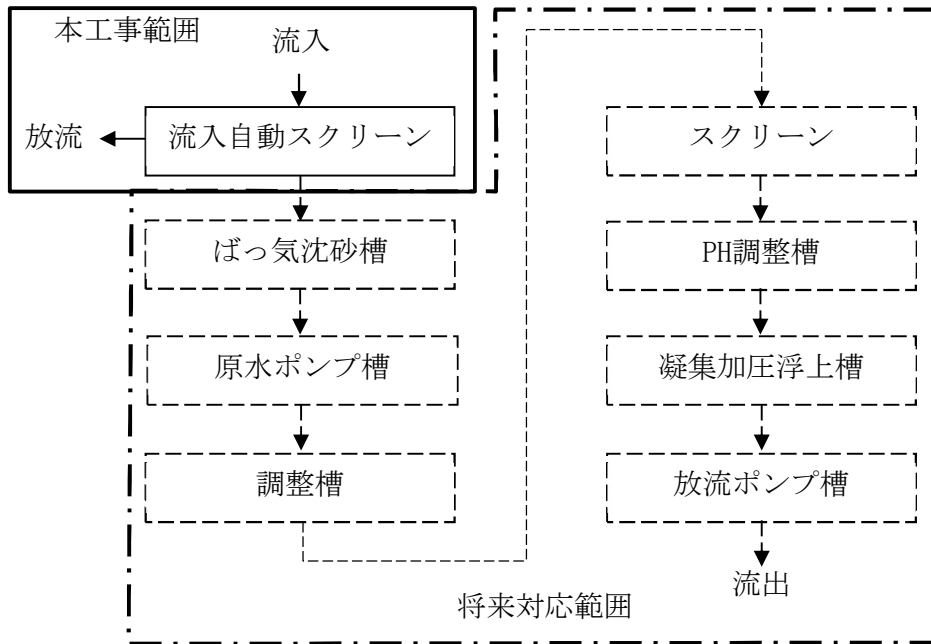 本工事範囲
流入
放流
流入自動スクリーン
ばっ気沈砂槽
原水ポンプ槽
調整槽
スクリーン
PH調整槽
凝集加圧浮上槽
放流ポンプ槽
流出
将来対応範囲